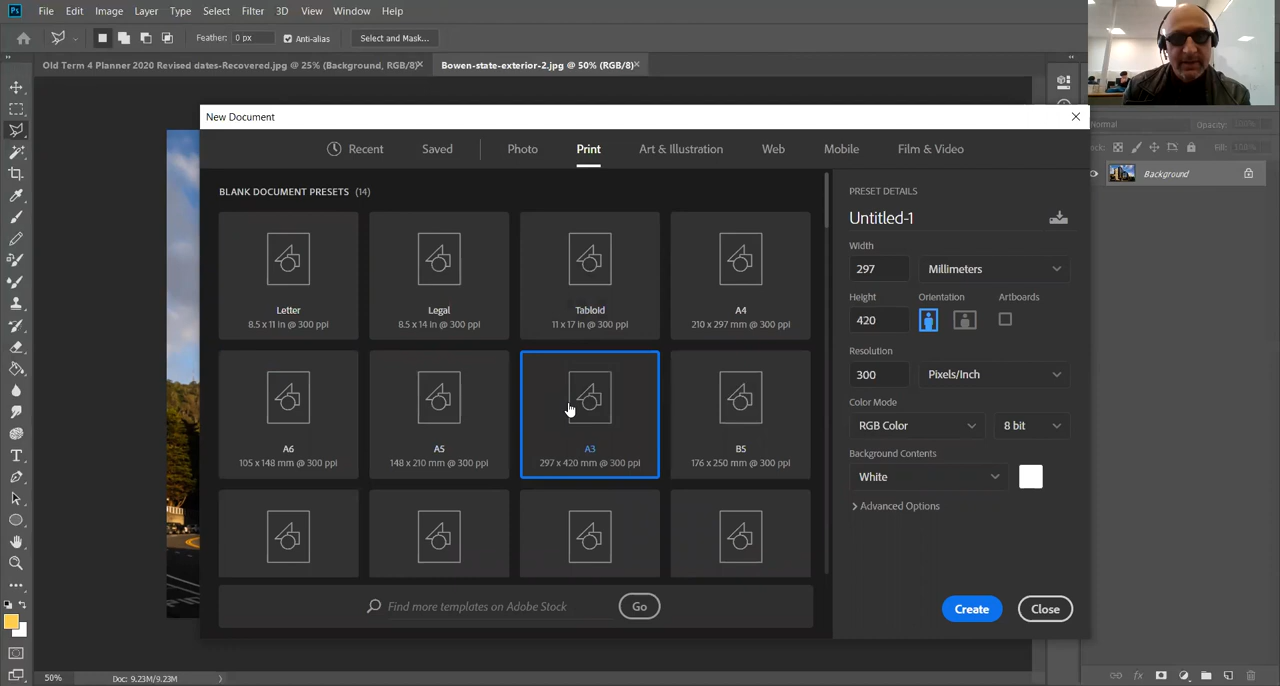 Ps File Edit Image Layer Type Select Filter 3D View Window Help
Feather: 0 px Anti-alias Select and Mask...
Old Term 4 Planner 2020 Revised dates-Recovered.jpg @ 25% (Background, RGB/8) Bowen-state-exterior-2.jpg @ 50% (RGB/8)
New Document
Normal Opacity: 100%
Recent Saved Photo Print Art & Illustration Web Mobile Film & Video
Fill: 100%
Background
BLANK DOCUMENT PRESETS (14)
Letter
8.5 x 11 in @ 300 ppi
Legal
8.5 x 14 in @ 300 ppi
Tabloid
11 x 17 in @ 300 ppi
A4
210 x 297 mm @ 300 ppi
A6
105 x 148 mm @ 300 ppi
A5
148 x 210 mm @ 300 ppi
A3
297 x 420 mm @ 300 ppi
B5
176 x 250 mm @ 300 ppi
Find more templates on Adobe Stock Go
PRESET DETAILS
Untitled-1
Width
297 Millimeters
Height Orientation Artboards
420
Resolution
300 Pixels/Inch
Color Mode
RGB Color 8 bit
Background Contents
White
Advanced Options
Create Close
50% Doc: 9.23M/9.23M